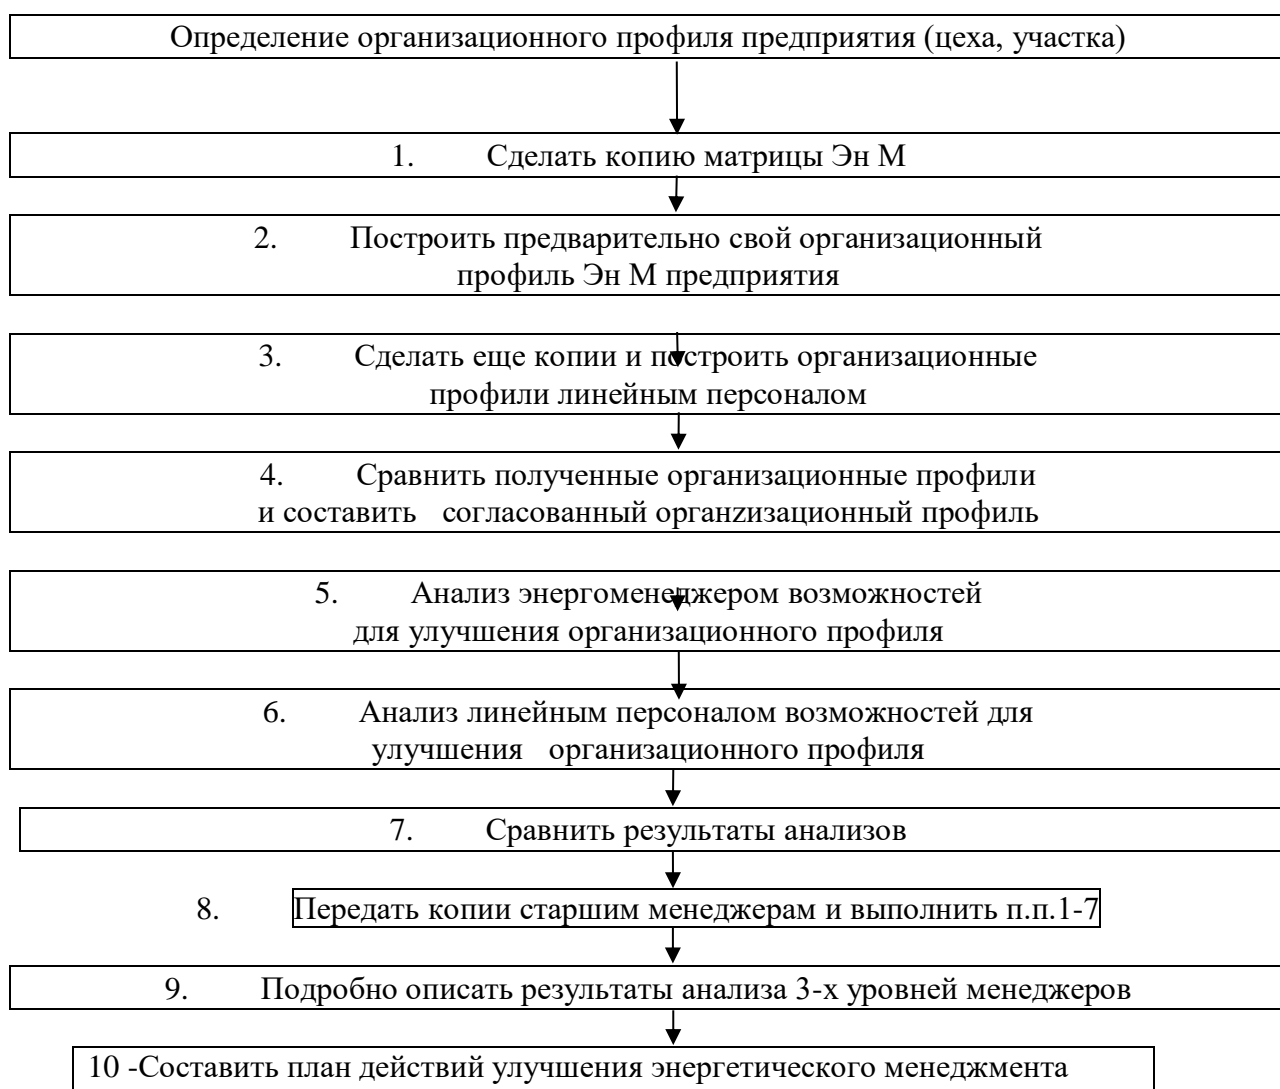 Определение организационного профиля предприятия (цеха, участка)
1. Сделать копию матрицы Эн М
2. Построить предварительно свой организационный
профиль Эн М предприятия
3. Сделать еще копии и построить организационные
профили линейным персоналом
4. Сравнить полученные организационные профили
и составить согласованный органzизационный профиль
5. Анализ энергоменеджером возможностей
для улучшения организационного профиля
6. Анализ линейным персоналом возможностей для
улучшения организационного профиля
7. Сравнить результаты анализов
8. Передать копии старшим менеджерам и выполнить п.п.1-7
9. Подробно описать результаты анализа 3-х уровней менеджеров
10 -Составить план действий улучшения энергетического менеджмента